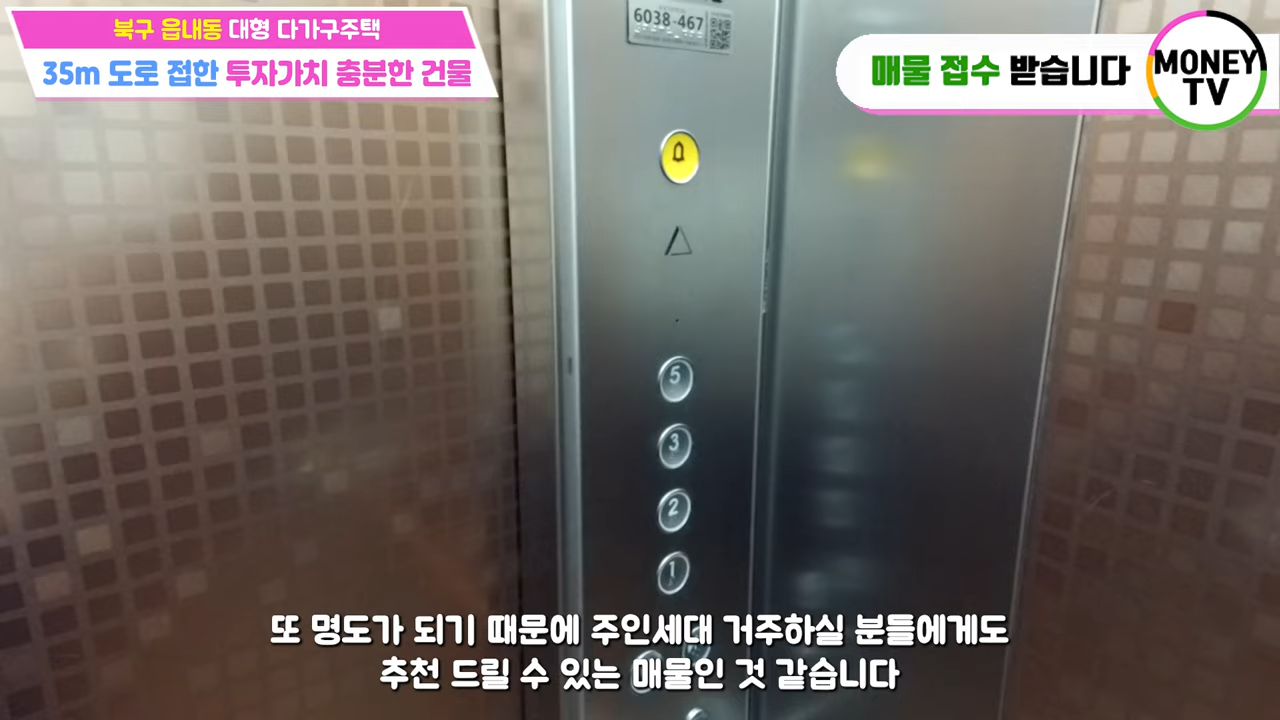 북구 읍내동 대형 다가구주택
35m 도로 접한 투자가치 충분한 건물
매물 접수 받습니다
MONEY
TV
6038-467
5
3
2
1
또 명도가 되기 때문에 주인세대 거주하실 분들에게도
추천 드릴 수 있는 매물인 것 같습니다